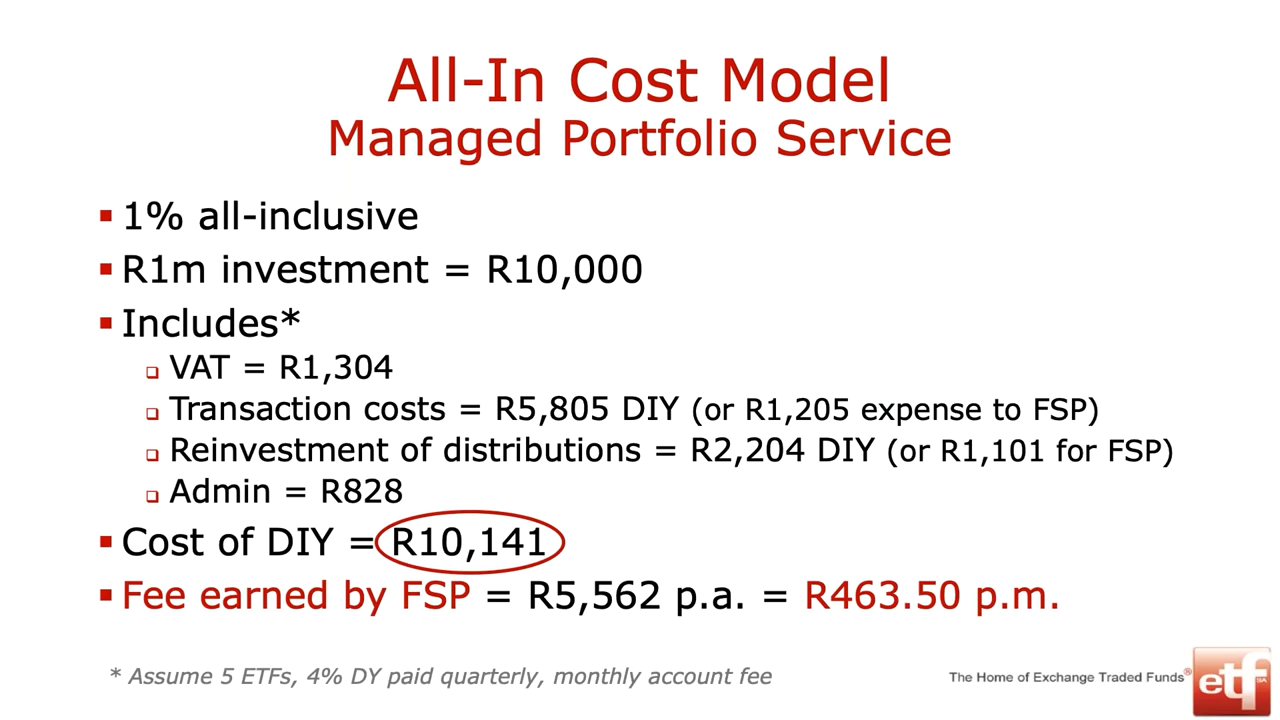 All-In Cost Model
Managed Portfolio Service
1% all-inclusive
R1m investment = R10,000
Includes*
VAT = R1,304
Transaction costs = R5,805 DIY (or R1,205 expense to FSP)
Reinvestment of distributions = R2,204 DIY (or R1,101 for FSP)
Admin = R828
Cost of DIY = R10,141
Fee earned by FSP = R5,562 p.a. = R463.50 p.m.
* Assume 5 ETFs, 4% DY paid quarterly, monthly account fee
The Home of Exchange Traded Funds®
etf
SA